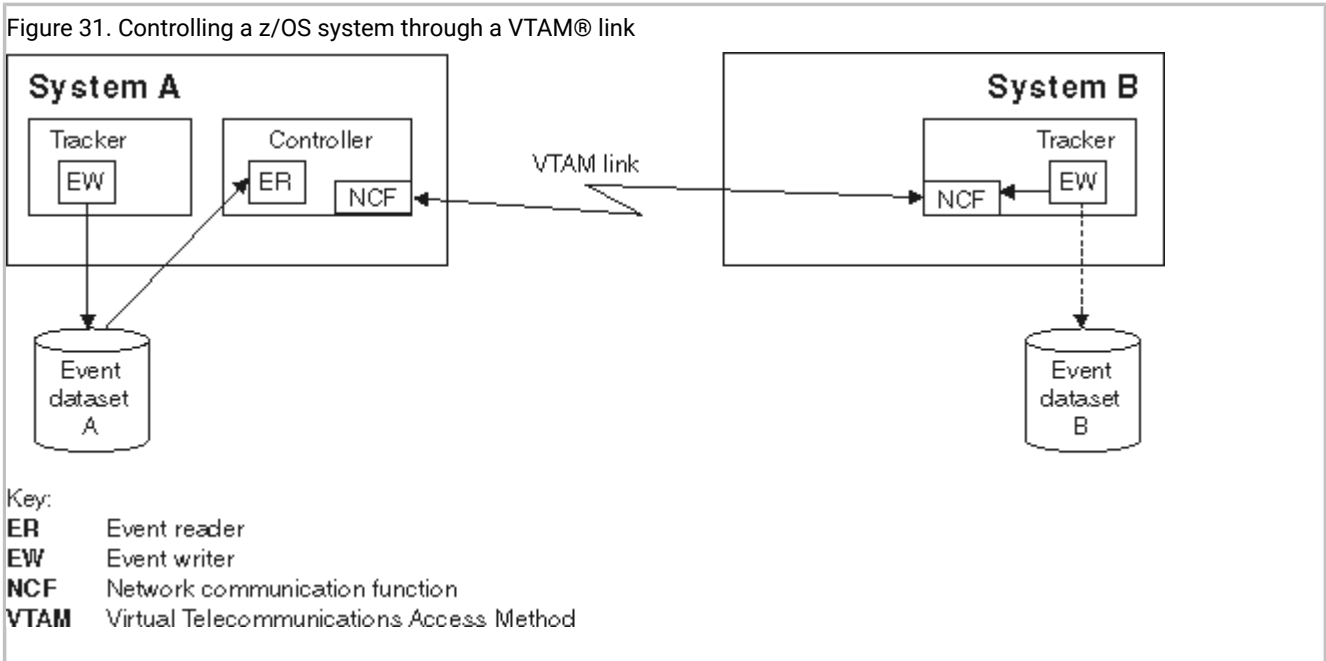 Figure 31. Controlling a z/OS system through a VTAM® link
System A
Tracker
EW
Controller
ER
NCF
VTAM link
System B
Tracker
NCF
EW
Event
dataset
A
Event
dataset
B
Key:
ER Event reader
EW Event writer
NCF Network communication function
VTAM Virtual Telecommunications Access Method